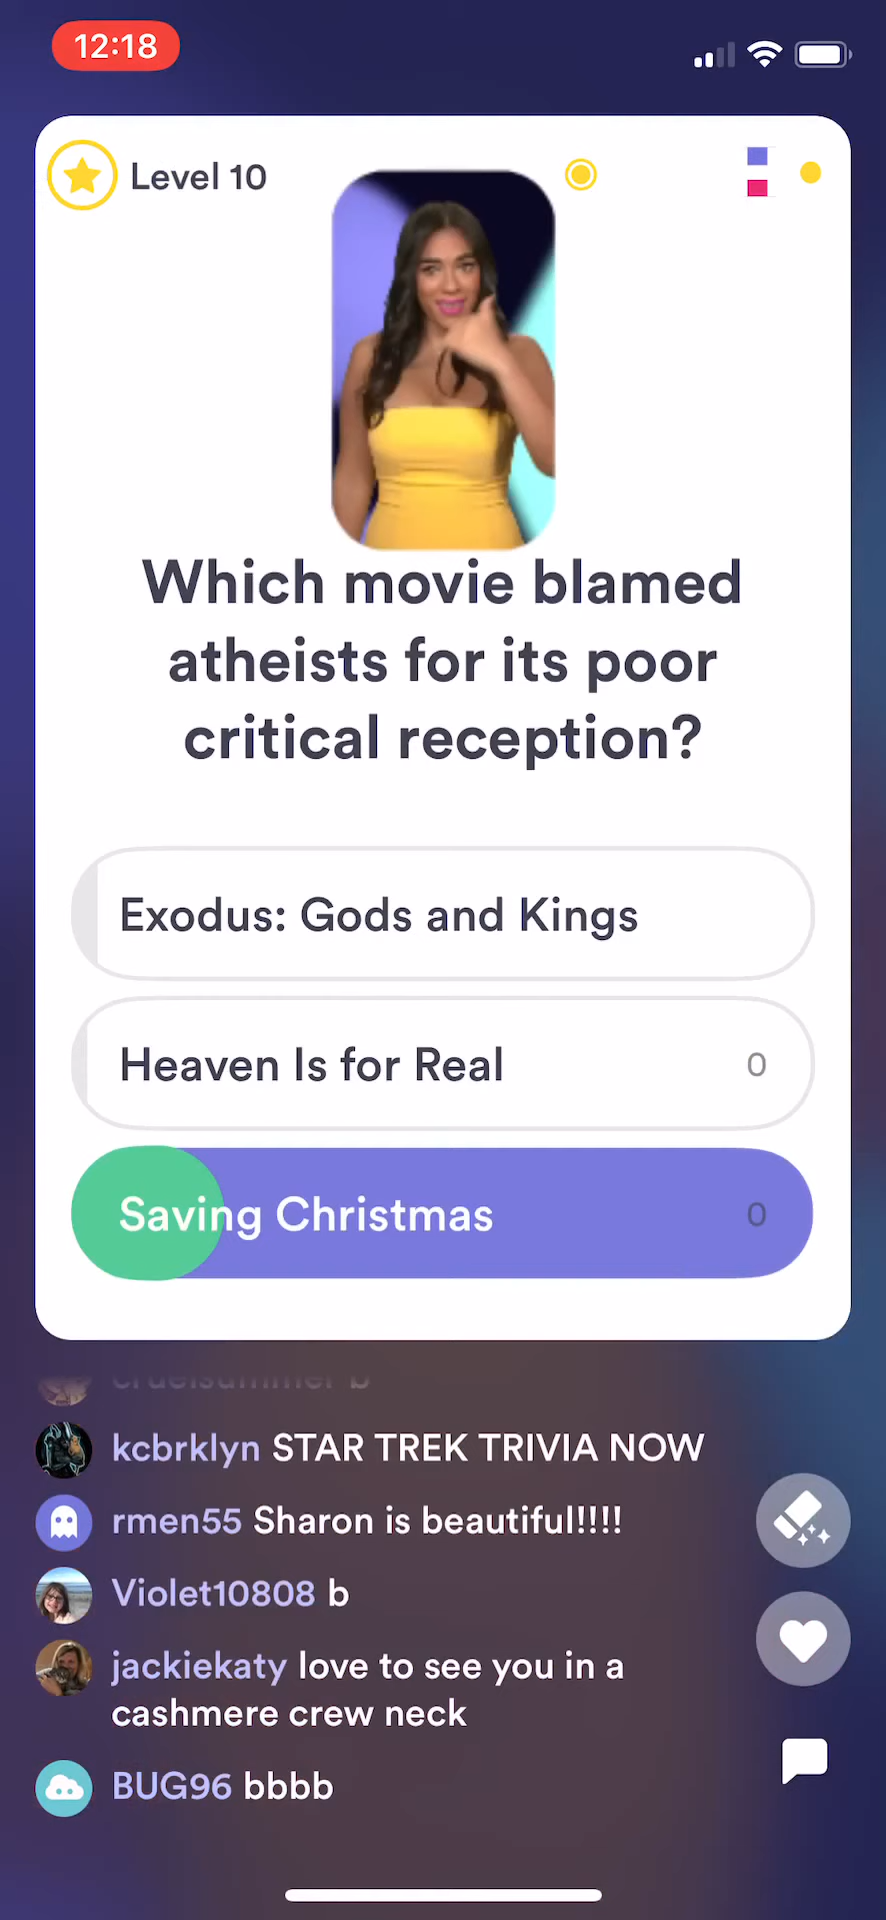 12:18
Level 10
Which movie blamed
atheists for its poor
critical reception?
Exodus: Gods and Kings
Heaven Is for Real 0
Saving Christmas 0
cruelsummer b
kcbrklyn STAR TREK TRIVIA NOW
rmen55 Sharon is beautiful!!!!
Violet10808 b
jackiekaty love to see you in a
cashmere crew neck
BUG96 bbbb